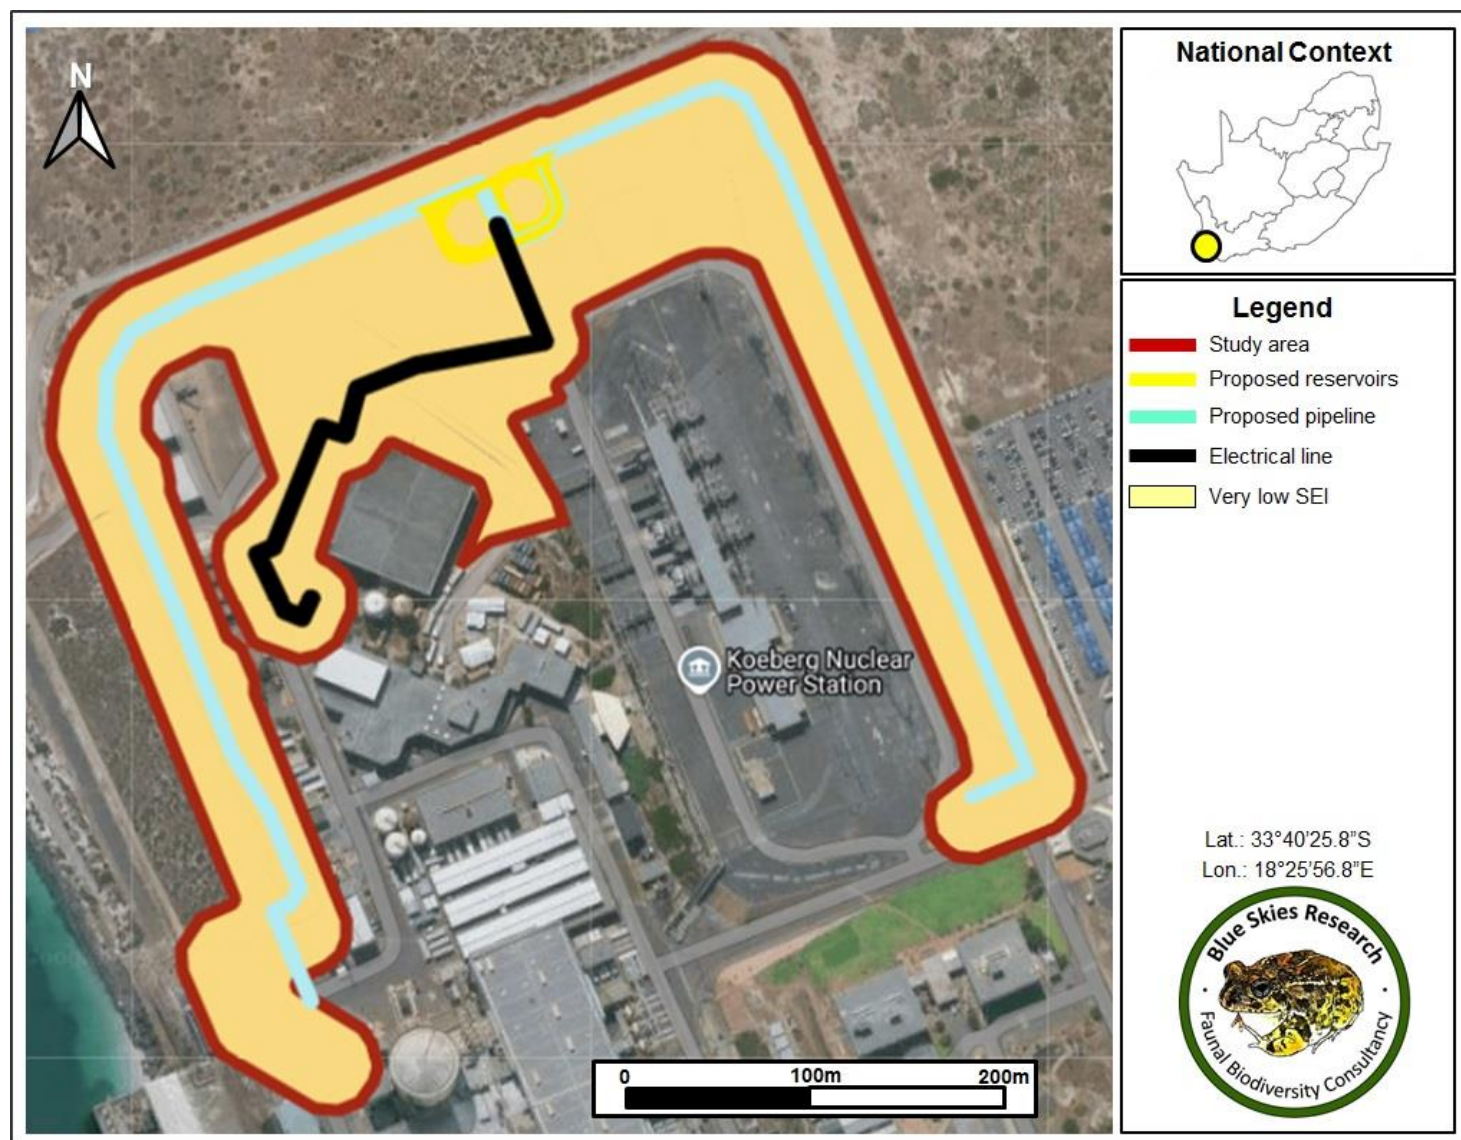 N
Koeberg Nuclear
Power Station
0 100m 200m
National Context
Legend
Study area
Proposed reservoirs
Proposed pipeline
Electrical line
Very low SEI
Lat.: 33°40'25.8”S
Lon.: 18°25’56.8”E
Blue Skies Research
Faunal Biodiversity Consultancy